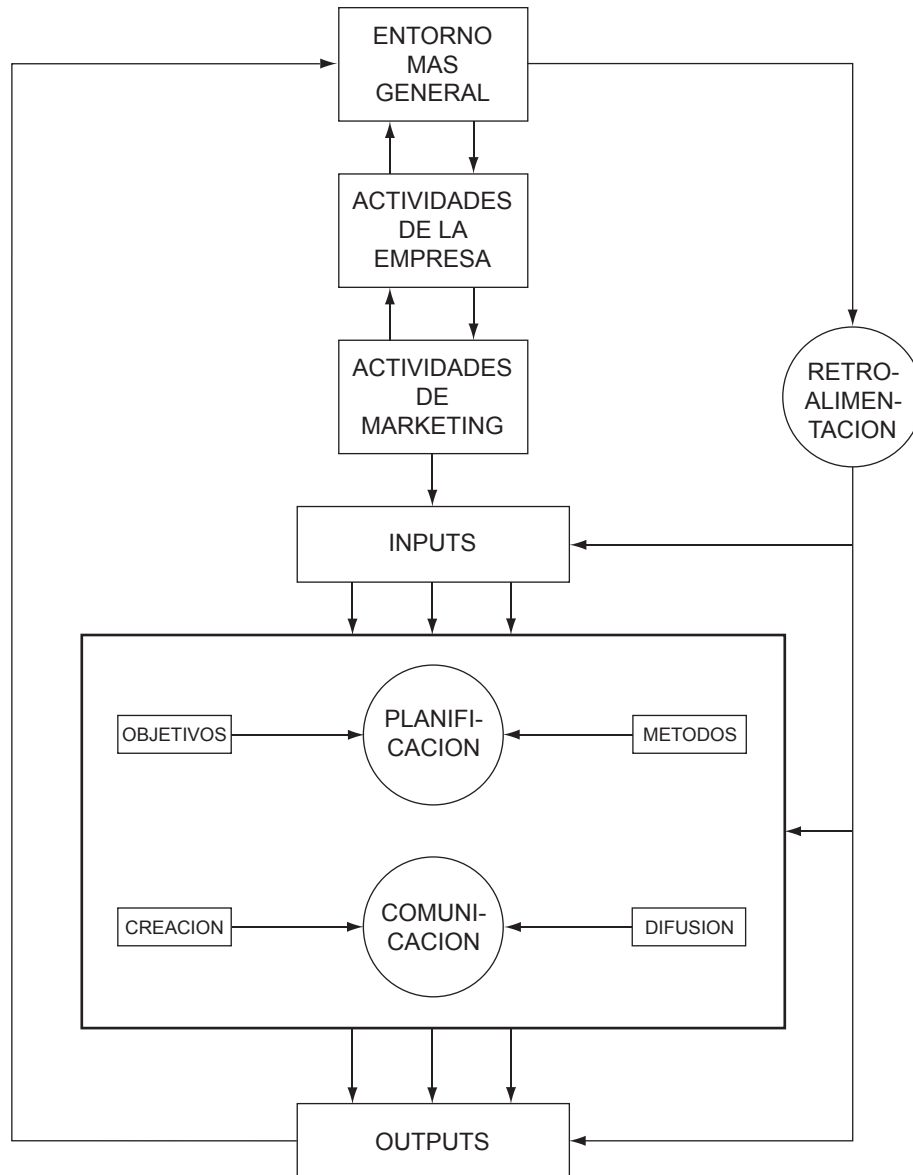 ENTORNO
MAS
GENERAL
ACTIVIDADES
DE LA
EMPRESA
ACTIVIDADES
DE
MARKETING
RETRO-
ALIMEN-
TACION
INPUTS
OBJETIVOS
PLANIFI-
CACION
METODOS
CREACION
COMUNI-
CACION
DIFUSION
OUTPUTS